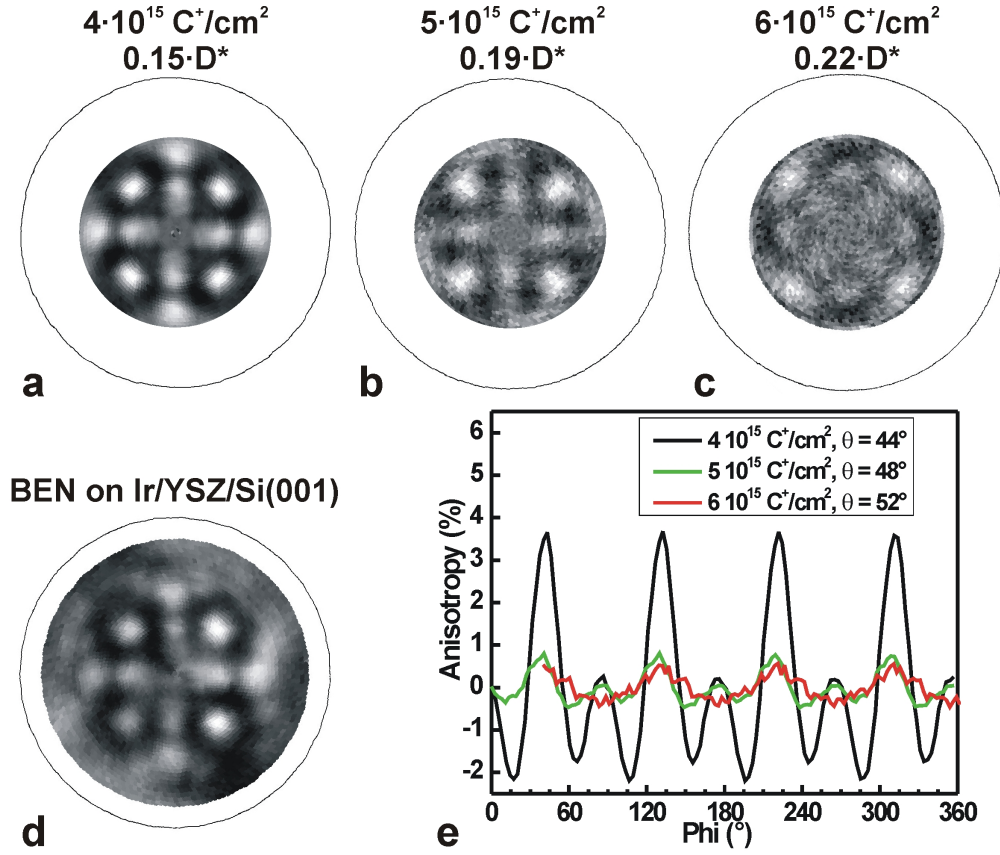 4·10¹⁵ C⁺/cm²
0.15·D*
5·10¹⁵ C⁺/cm²
0.19·D*
6·10¹⁵ C⁺/cm²
0.22·D*
a
b
c
BEN on Ir/YSZ/Si(001)
d
4 10¹⁵ C⁺/cm², θ = 44°
5 10¹⁵ C⁺/cm², θ = 48°
6 10¹⁵ C⁺/cm², θ = 52°
Anisotropy (%)
6
5
4
3
2
1
0
-1
-2
0 60 120 180 240 300 360
Phi (°)
e